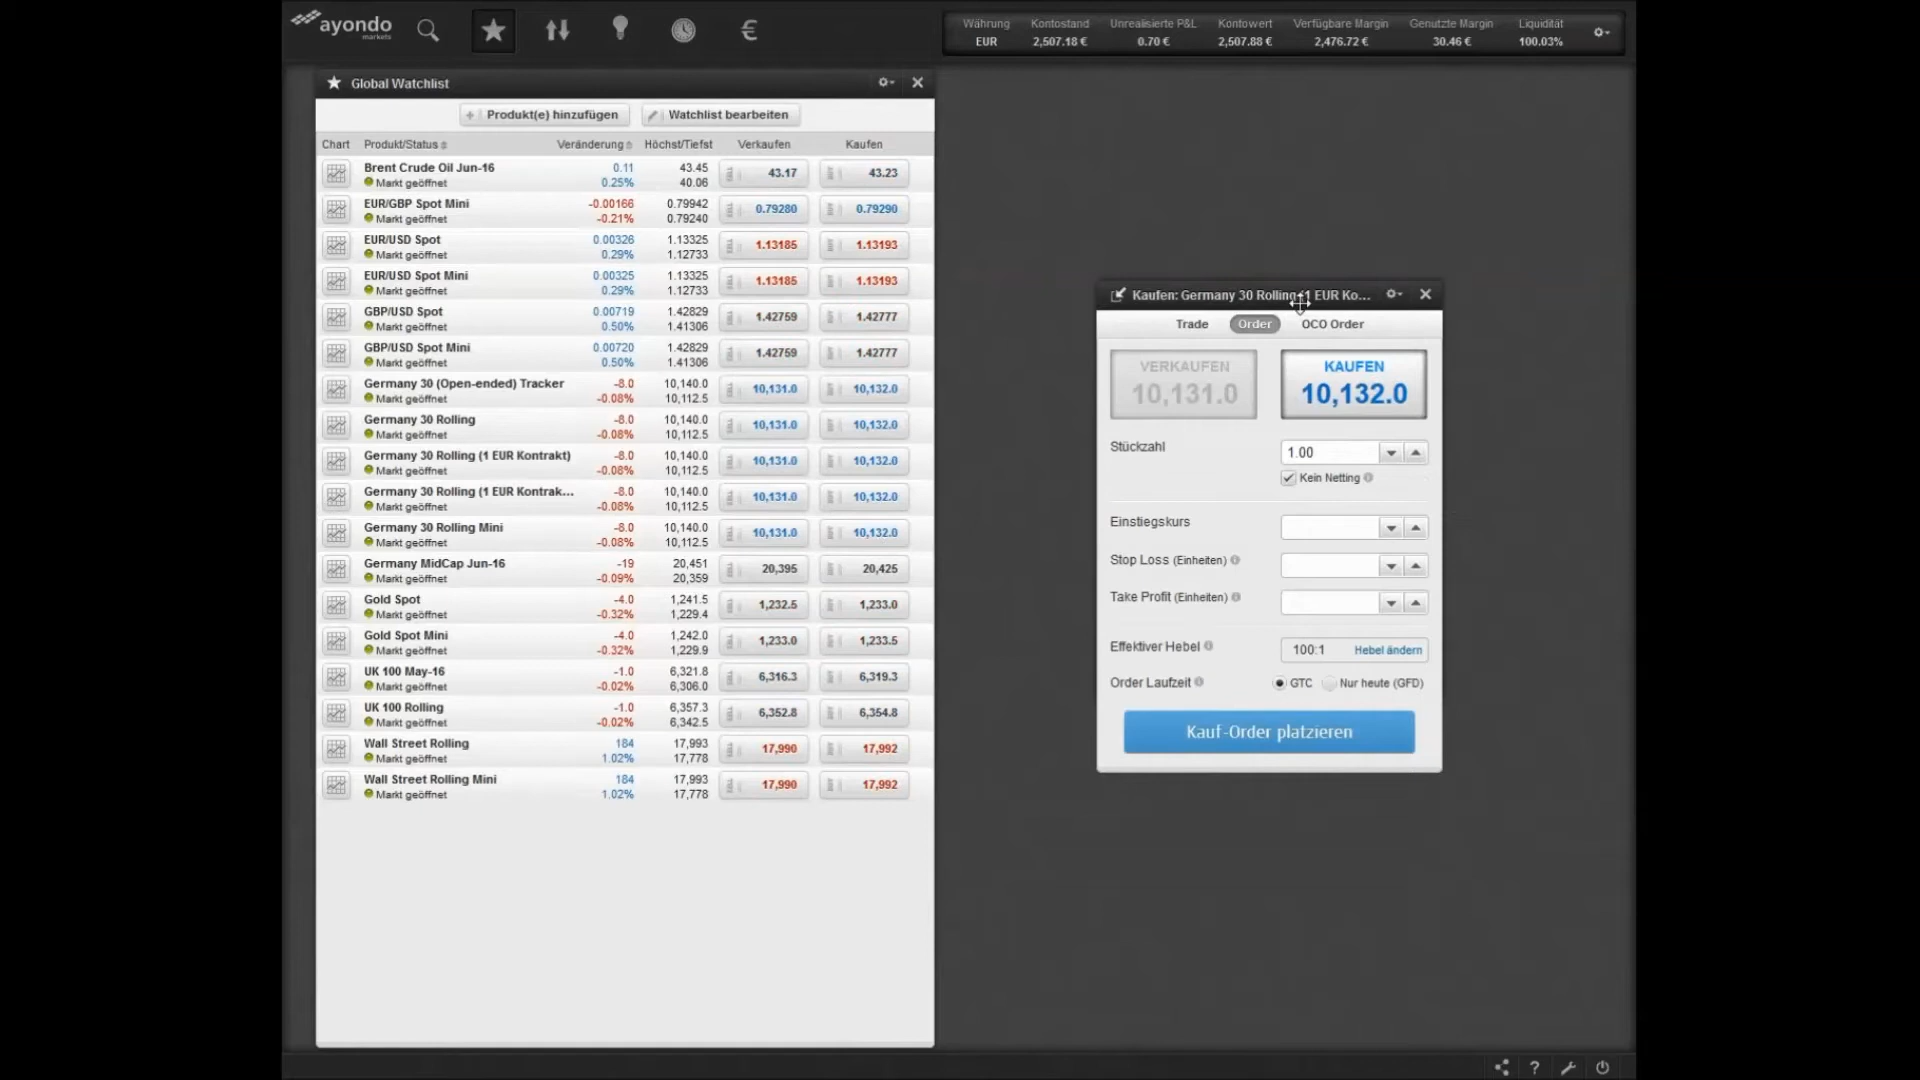 ayondo
markets
Währung Kontostand Unrealisierte P&L Kontowert Verfügbare Margin Genutzte Margin Liquidität
EUR 2,507.18 € 0.70 € 2,507.88 € 2,476.72 € 30.46 € 100.03%
Global Watchlist
Produkt(e) hinzufügen Watchlist bearbeiten
Chart Produkt/Status Veränderung Höchst/Tiefst Verkaufen Kaufen
Brent Crude Oil Jun-16 0.11 43.45 43.17 43.23
Markt geöffnet 0.25% 40.06
EUR/GBP Spot Mini -0.00166 0.79942 0.79280 0.79290
Markt geöffnet -0.21% 0.79240
EUR/USD Spot 0.00326 1.13325 1.13185 1.13193
Markt geöffnet 0.29% 1.12733
EUR/USD Spot Mini 0.00325 1.13325 1.13185 1.13193
Markt geöffnet 0.29% 1.12733
GBP/USD Spot 0.00719 1.42829 1.42759 1.42777
Markt geöffnet 0.50% 1.41306
GBP/USD Spot Mini 0.00720 1.42829 1.42759 1.42777
Markt geöffnet 0.50% 1.41306
Germany 30 (Open-ended) Tracker -8.0 10,140.0 10,131.0 10,132.0
Markt geöffnet -0.08% 10,112.5
Germany 30 Rolling -8.0 10,140.0 10,131.0 10,132.0
Markt geöffnet -0.08% 10,112.5
Germany 30 Rolling (1 EUR Kontrakt) -8.0 10,140.0 10,131.0 10,132.0
Markt geöffnet -0.08% 10,112.5
Germany 30 Rolling (1 EUR Kontrak... -8.0 10,140.0 10,131.0 10,132.0
Markt geöffnet -0.08% 10,112.5
Germany 30 Rolling Mini -8.0 10,140.0 10,131.0 10,132.0
Markt geöffnet -0.08% 10,112.5
Germany MidCap Jun-16 -19 20,451 20,395 20,425
Markt geöffnet -0.09% 20,359
Gold Spot -4.0 1,241.5 1,232.5 1,233.0
Markt geöffnet -0.32% 1,229.4
Gold Spot Mini -4.0 1,242.0 1,233.0 1,233.5
Markt geöffnet -0.32% 1,229.9
UK 100 May-16 -1.0 6,321.8 6,316.3 6,319.3
Markt geöffnet -0.02% 6,306.0
UK 100 Rolling -1.0 6,357.3 6,352.8 6,354.8
Markt geöffnet -0.02% 6,342.5
Wall Street Rolling 184 17,993 17,990 17,992
Markt geöffnet 1.02% 17,778
Wall Street Rolling Mini 184 17,993 17,990 17,992
Markt geöffnet 1.02% 17,778
Kaufen: Germany 30 Rolling (1 EUR Ko...
Trade Order OCO Order
VERKAUFEN KAUFEN
10,131.0 10,132.0
Stückzahl 1.00
Kein Netting
Einstiegskurs
Stop Loss (Einheiten)
Take Profit (Einheiten)
Effektiver Hebel 100:1 Hebel ändern
Order Laufzeit GTC Nur heute (GFD)
Kauf-Order platzieren